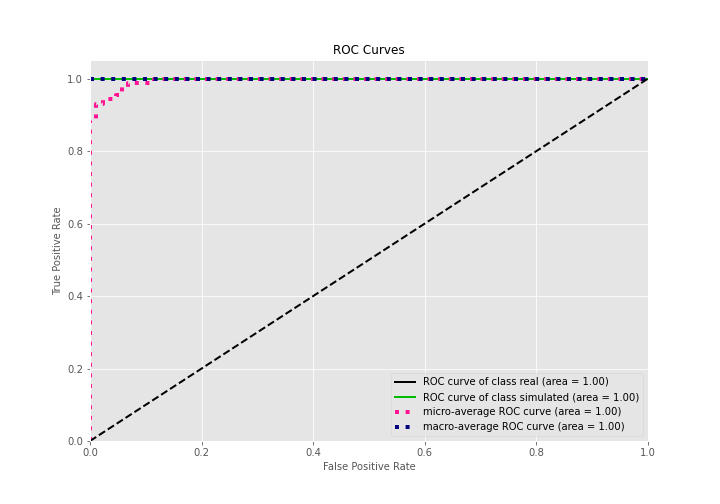 ROC Curves
1.0
0.8
0.6
0.4
0.2
0.0
True Positive Rate
0.0 0.2 0.4 0.6 0.8 1.0
False Positive Rate
ROC curve of class real (area = 1.00)
ROC curve of class simulated (area = 1.00)
micro-average ROC curve (area = 1.00)
macro-average ROC curve (area = 1.00)